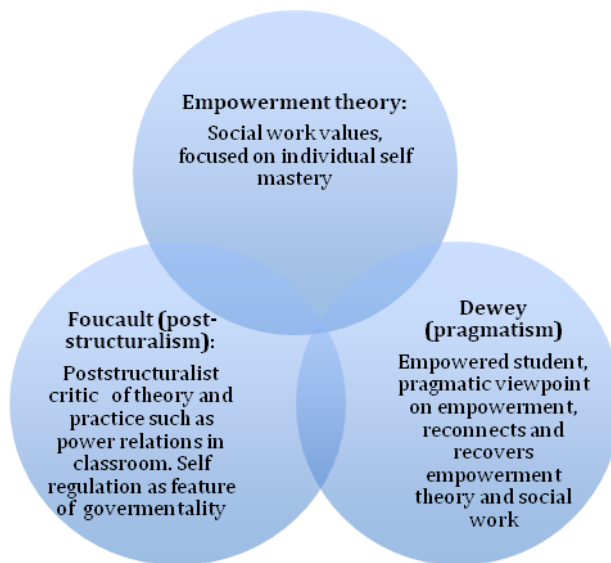 Empowerment theory:
Social work values,
focused on individual self
mastery
Foucault (post-
structuralism):
Poststructuralist
critic of theory and
practice such as
power relations in
classroom. Self
regulation as feature
of govermentality
Dewey
(pragmatism)
Empowered student,
pragmatic viewpoint
on empowerment,
reconnects and
recovers
empowerment
theory and social
work